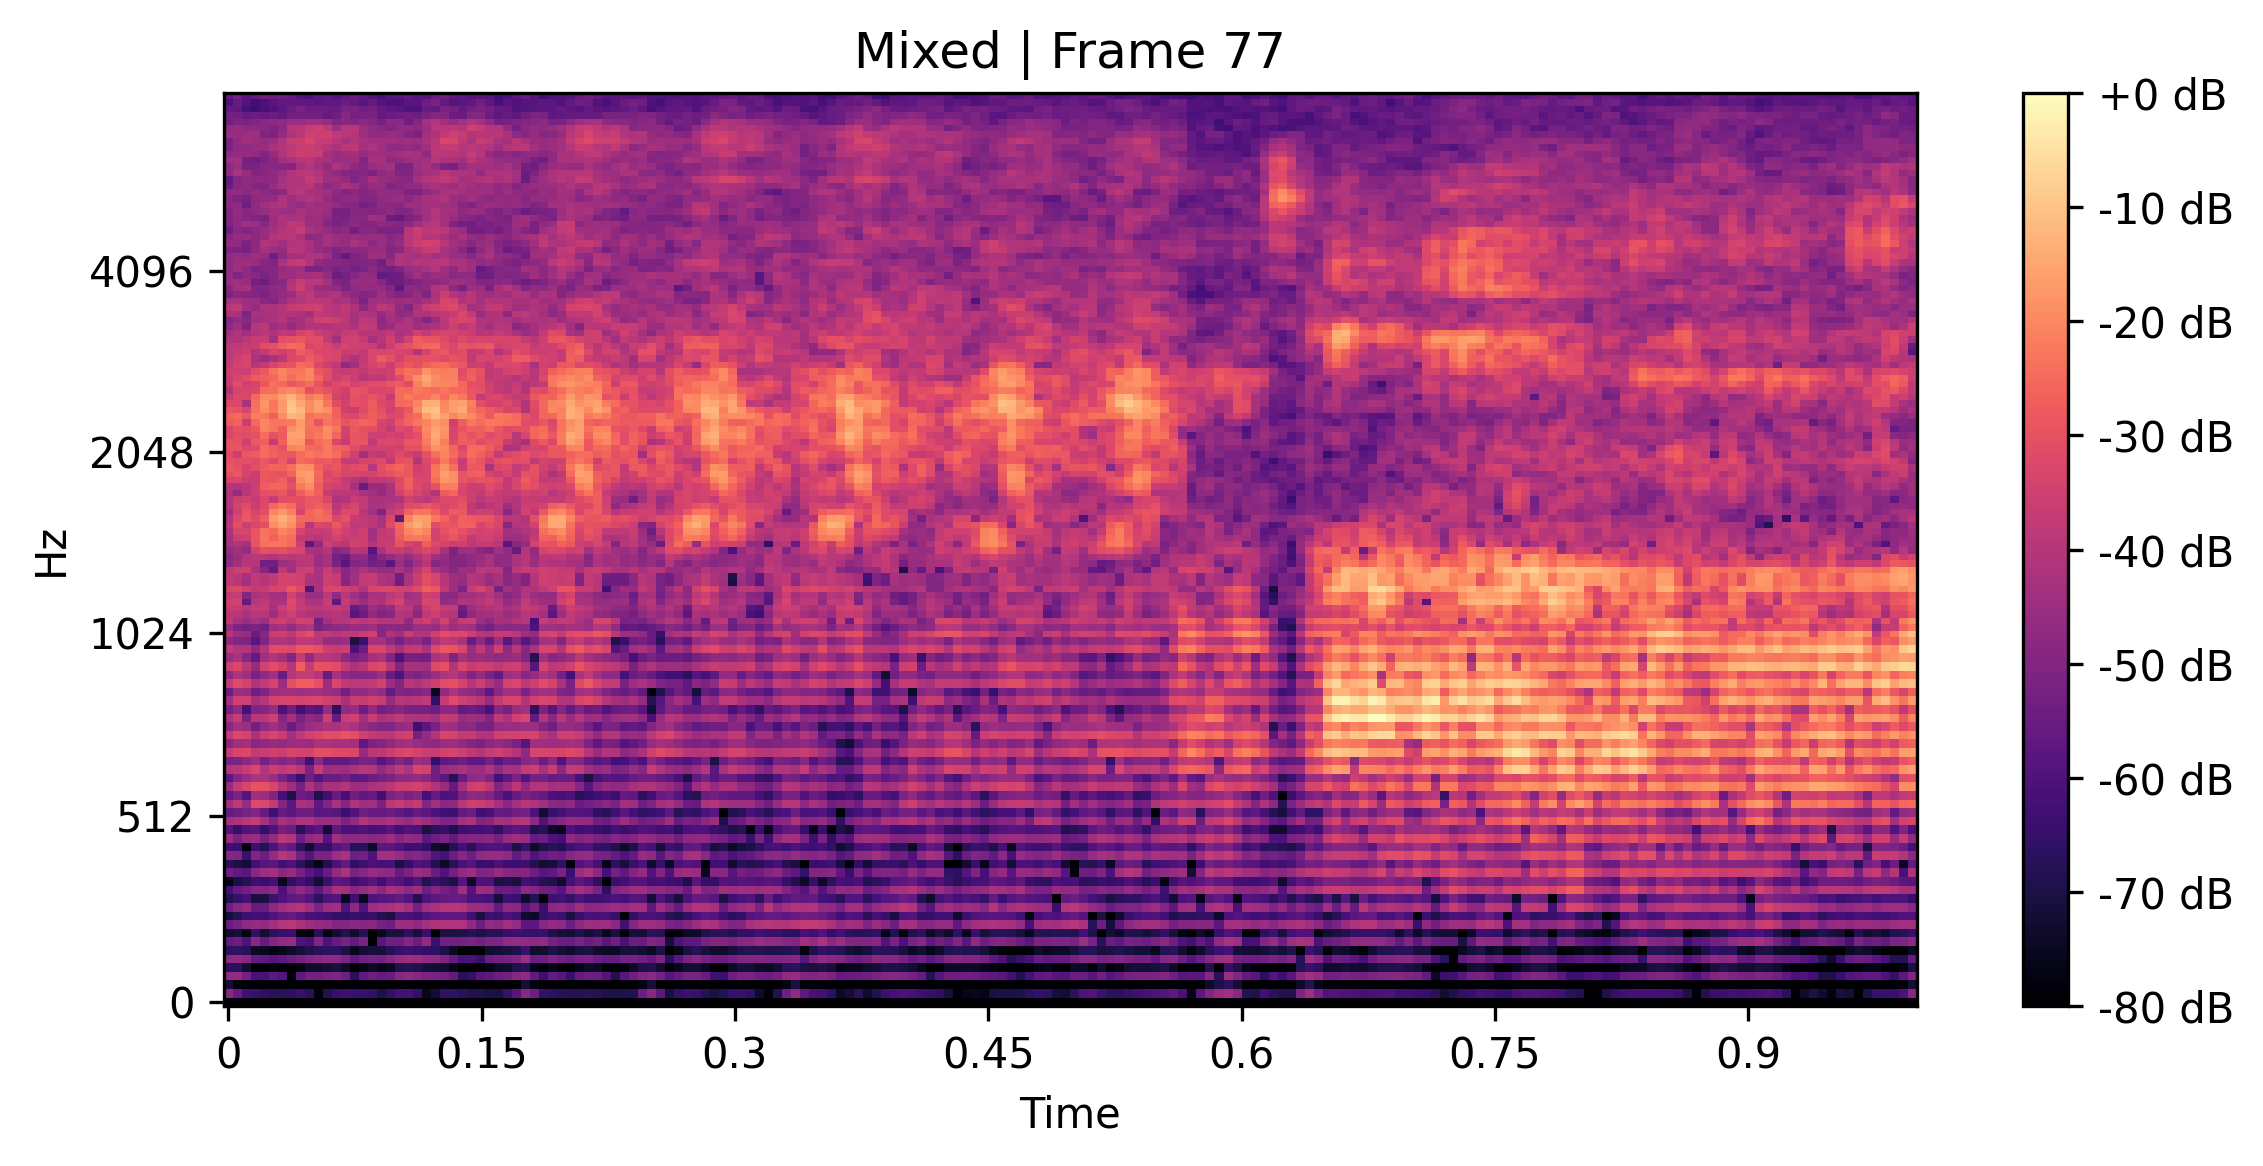 Mixed | Frame 77
+0 dB
-10 dB
-20 dB
-30 dB
-40 dB
-50 dB
-60 dB
-70 dB
-80 dB
4096
2048
1024
512
0
Hz
0 0.15 0.3 0.45 0.6 0.75 0.9
Time